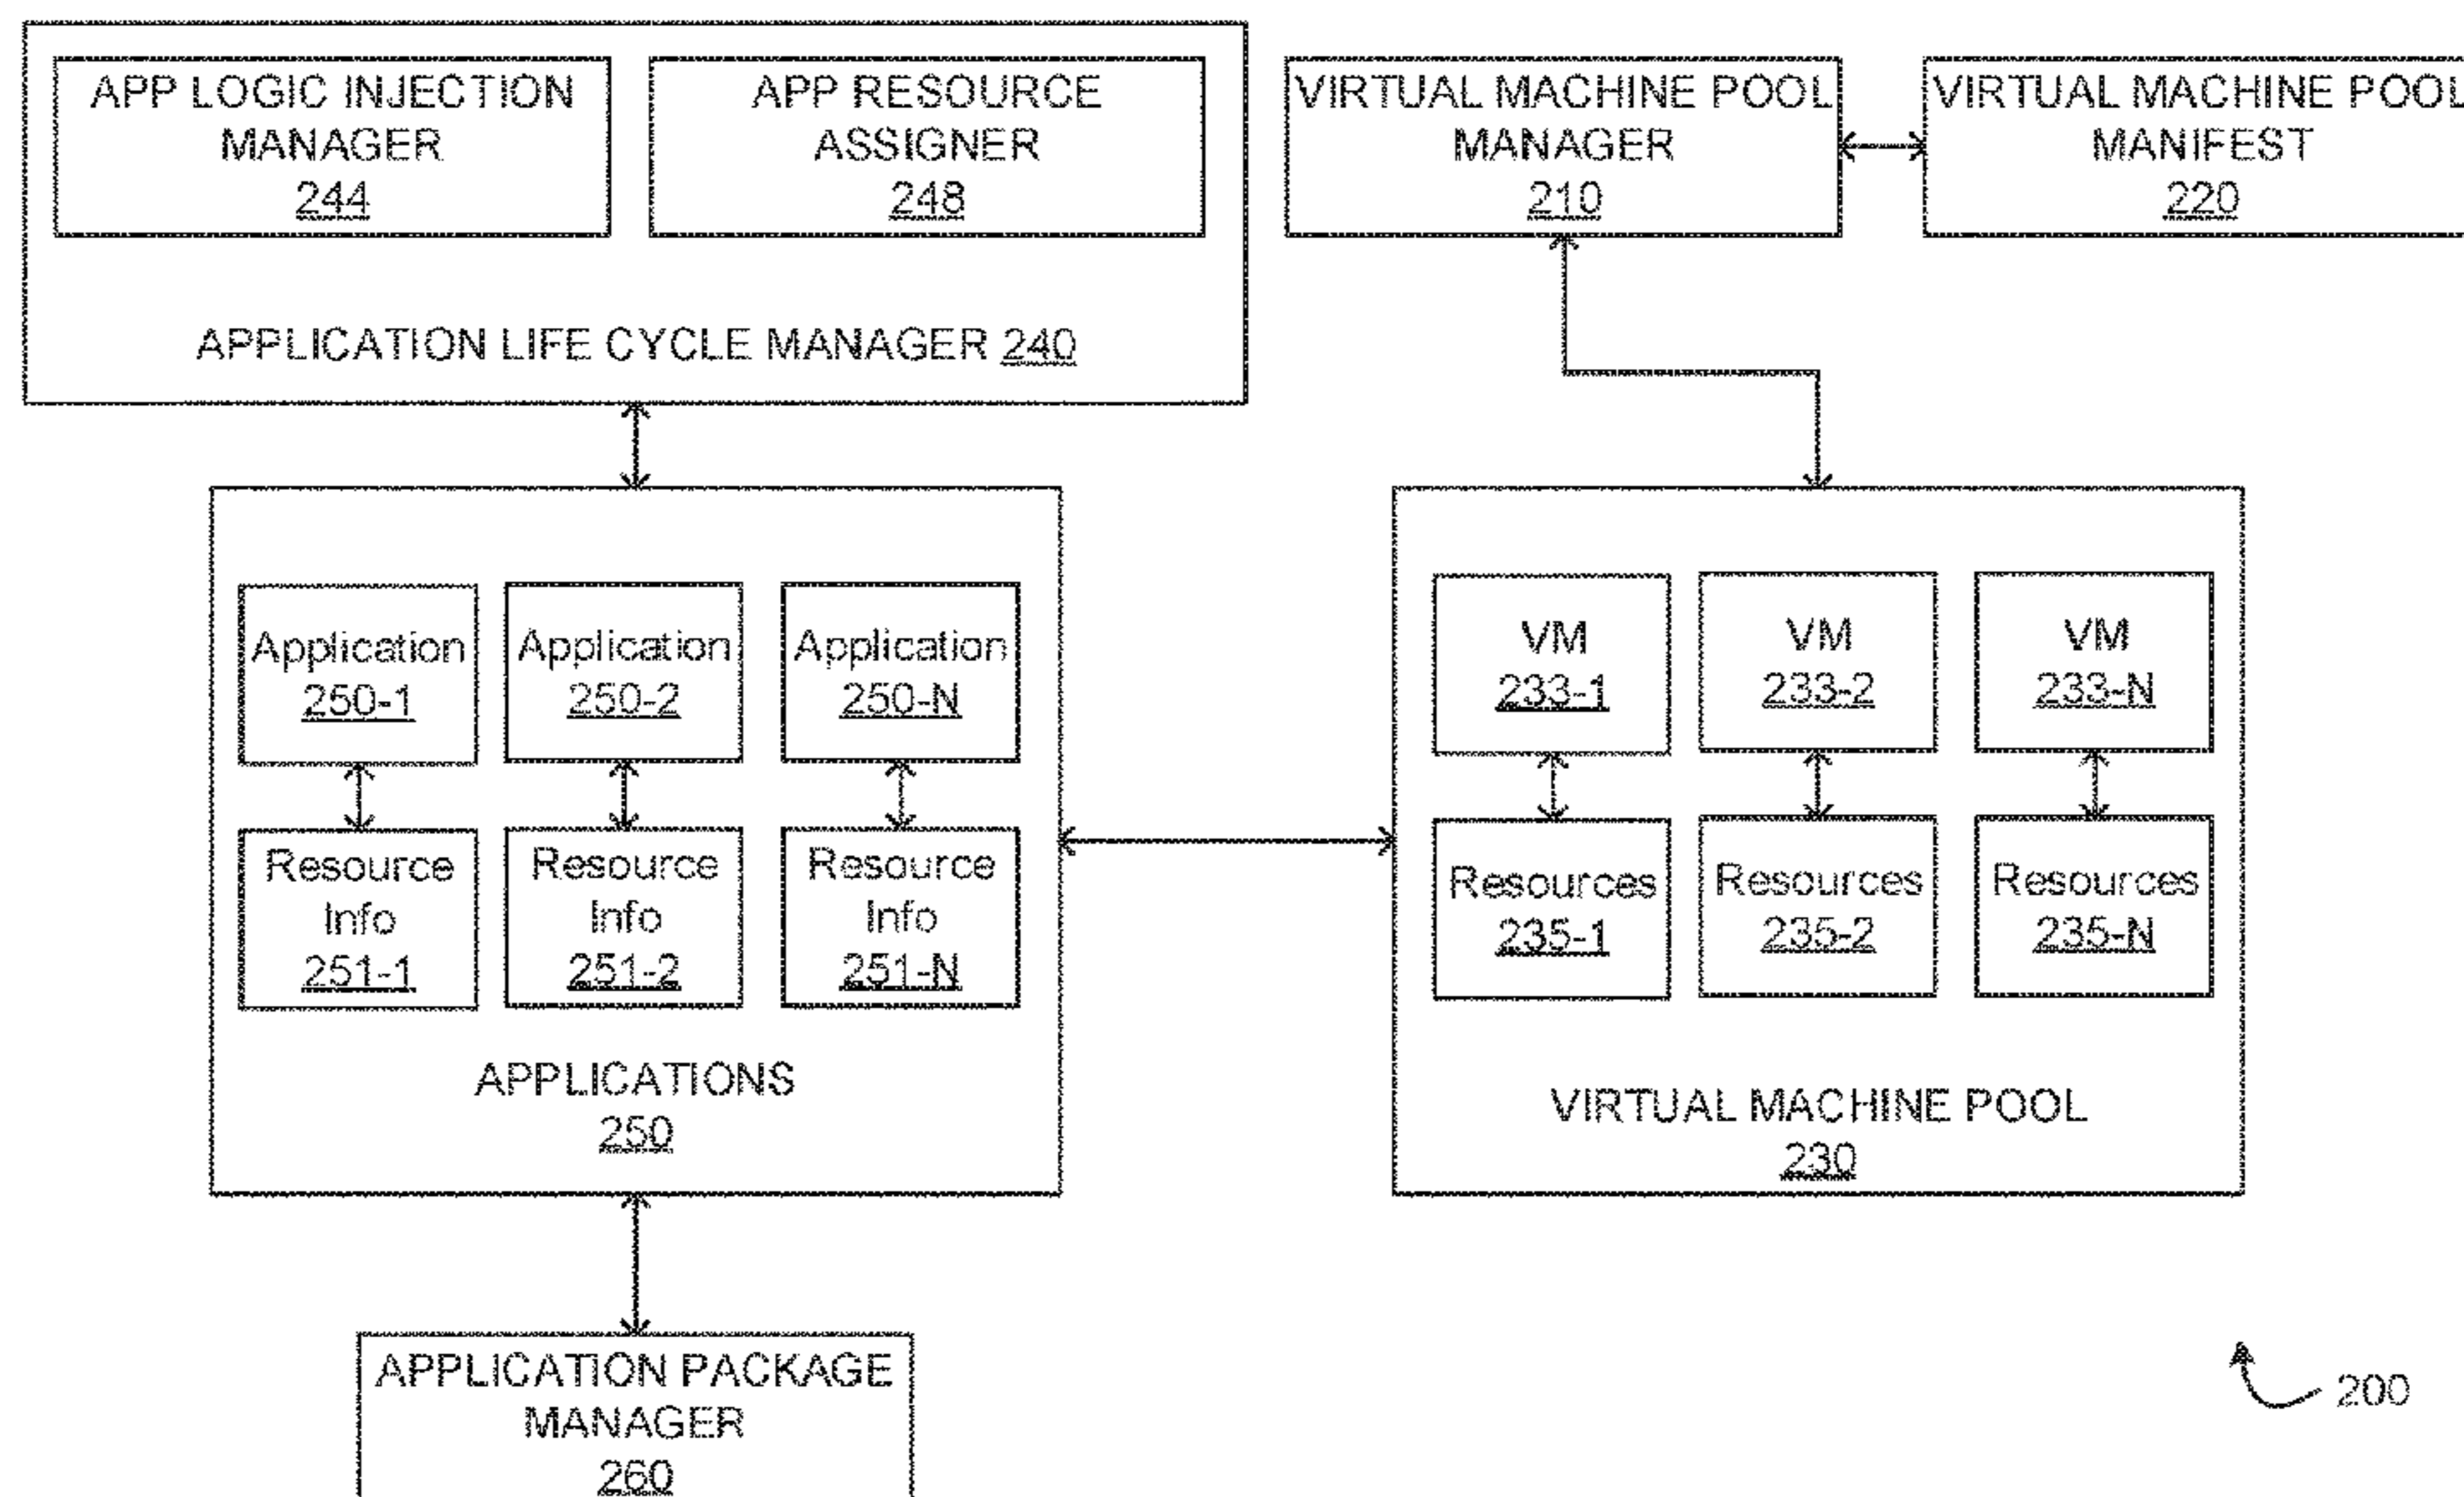 APP LOGIC INJECTION
MANAGER
244
APP RESOURCE
ASSIGNER
248
APPLICATION LIFE CYCLE MANAGER 240
VIRTUAL MACHINE POOL
MANAGER
210
VIRTUAL MACHINE POOL
MANIFEST
220
Application
250-1
Application
250-2
Application
250-N
Resource
Info
251-1
Resource
Info
251-2
Resource
Info
251-N
APPLICATIONS
250
VM
233-1
VM
233-2
VM
233-N
Resources
235-1
Resources
235-2
Resources
235-N
VIRTUAL MACHINE POOL
230
APPLICATION PACKAGE
MANAGER
260
200